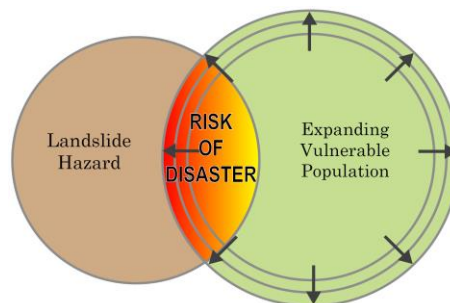 Landslide
Hazard
RISK
OF
DISASTER
Expanding
Vulnerable
Population